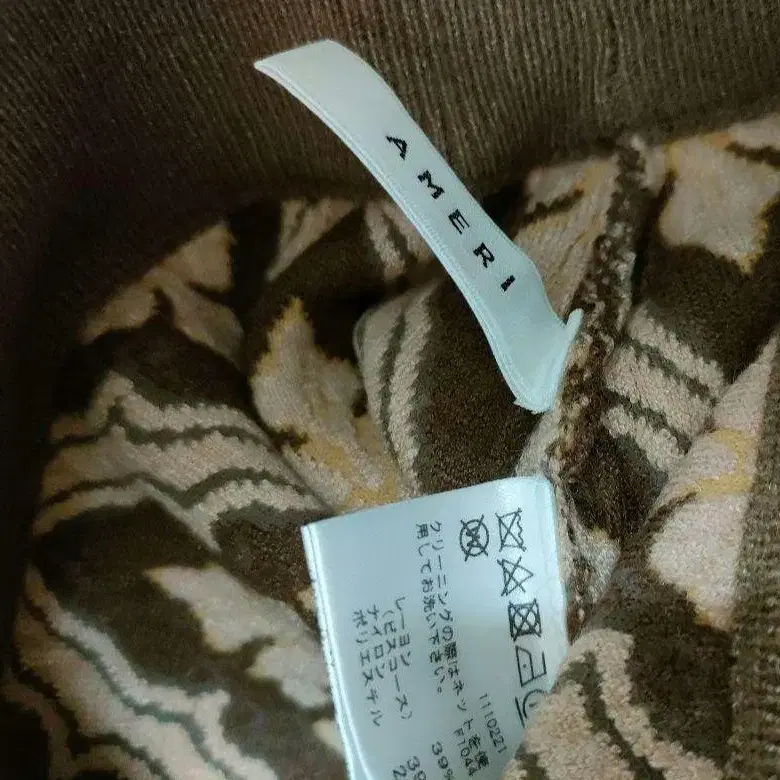 AMERI
クリーニングの際はネットを使
用してお洗い下さい。
1110221
レーヨン 39%
(ビスコース)
ナイロン
ポリエステル